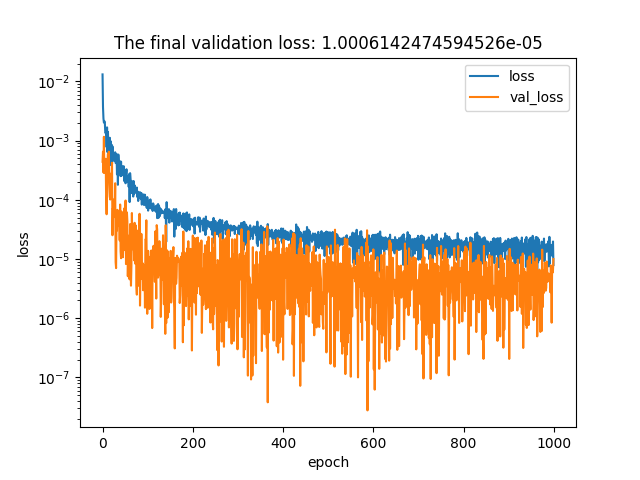 The final validation loss: 1.0006142474594526e-05
loss
val_loss
10⁻²
10⁻³
10⁻⁴
10⁻⁵
10⁻⁶
10⁻⁷
loss
0 200 400 600 800 1000
epoch